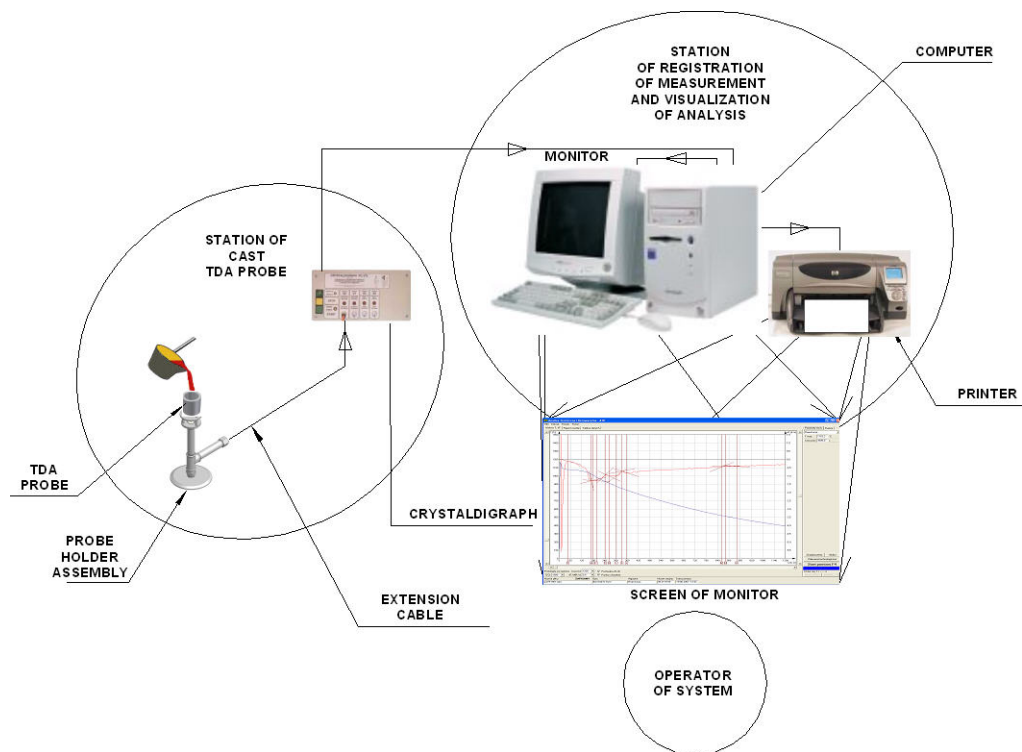 STATION
OF REGISTRATION
OF MEASUREMENT
AND VISUALIZATION
OF ANALYSIS
COMPUTER
MONITOR
STATION OF
CAST
TDA PROBE
PRINTER
TDA
PROBE
CRYSTALDIGRAPH
PROBE
HOLDER
ASSEMBLY
EXTENSION
CABLE
SCREEN OF MONITOR
OPERATOR
OF SYSTEM